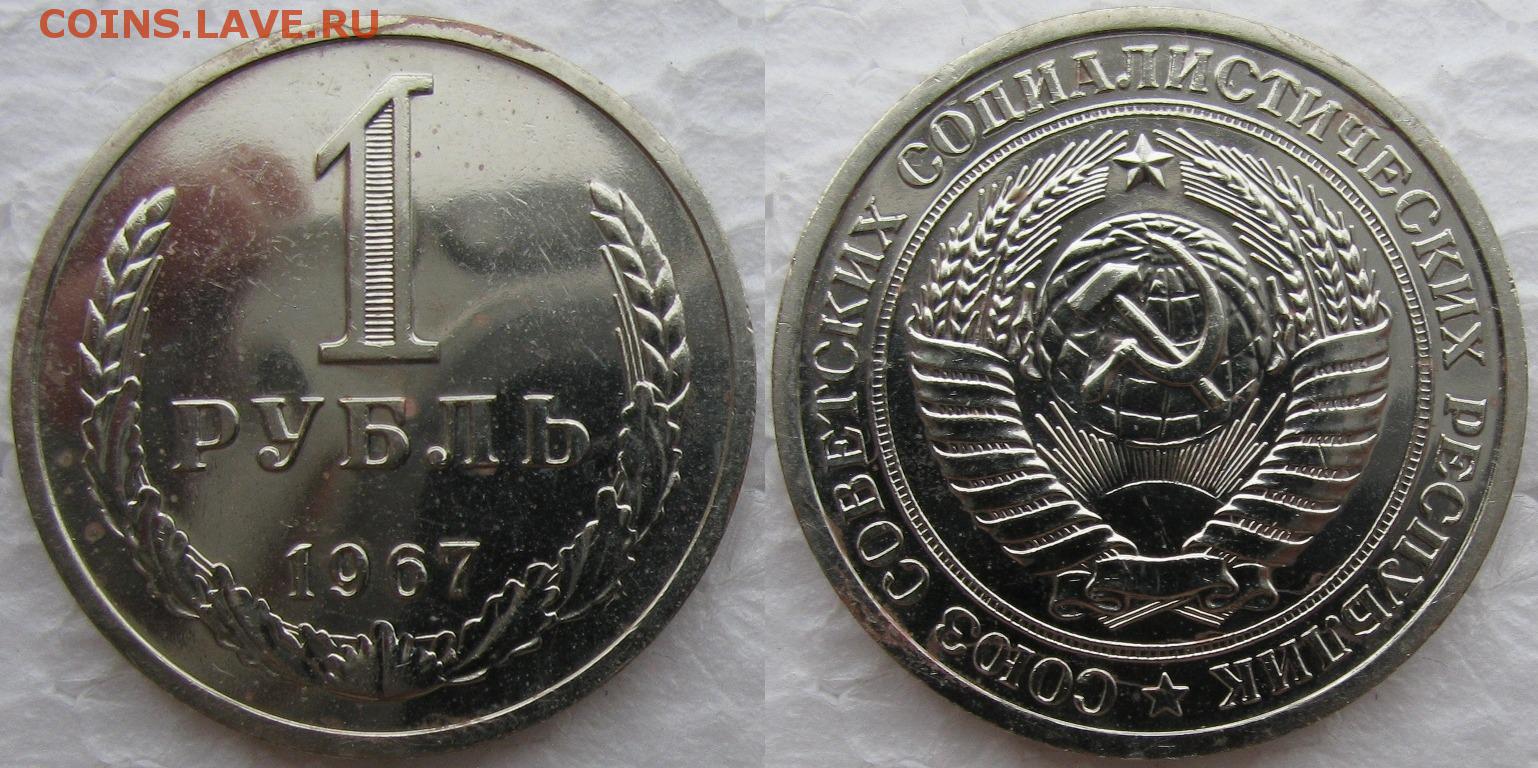 COINS.LAVE.RU
1
РУБЛЬ
1967
СОЮЗ СОВЕТСКИХ СОЦИАЛИСТИЧЕСКИХ РЕСПУБЛИК